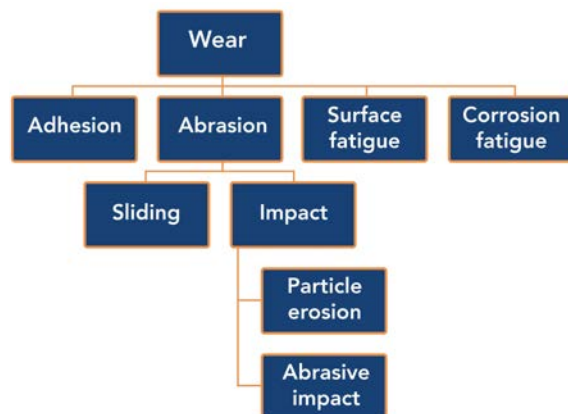 Wear
Adhesion
Abrasion
Surface
fatigue
Corrosion
fatigue
Sliding
Impact
Particle
erosion
Abrasive
impact